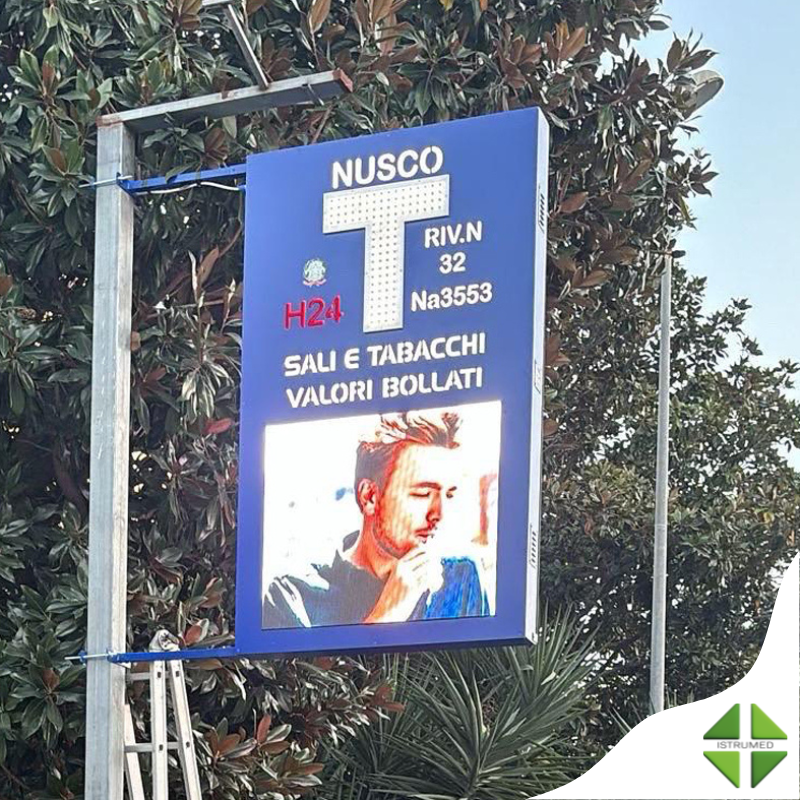 NUSCO
T
RIV.N
32
Na3553
H24
SALI E TABACCHI
VALORI BOLLATI
ISTRUMED